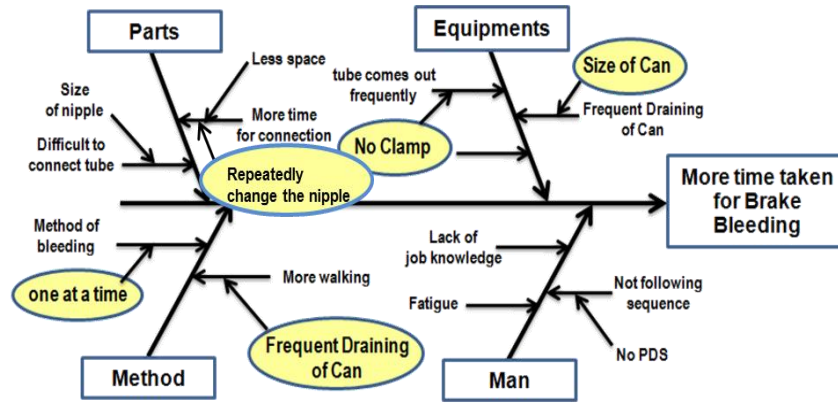 Parts
Equipments
Less space
Size
of nipple
More time
for connection
Difficult to
connect tube
Repeatedly
change the nipple
tube comes out
frequently
Size of Can
Frequent Draining
of Can
No Clamp
More time taken
for Brake
Bleeding
Method of
bleeding
one at a time
More walking
Frequent Draining
of Can
Lack of
job knowledge
Fatigue
Not following
sequence
No PDS
Method
Man